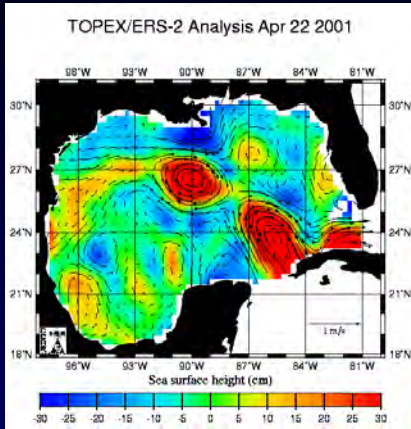 TOPEX/ERS-2 Analysis Apr 22 2001
96°W 93°W 90°W 87°W 84°W 81°W
30°N 30°N
27°N 27°N
24°N 24°N
21°N 21°N
1 m/s
18°N 18°N
96°W 93°W 90°W 87°W 84°W 81°W
Sea surface height (cm)
-30 -25 -20 -15 -10 -5 0 5 10 15 20 25 30